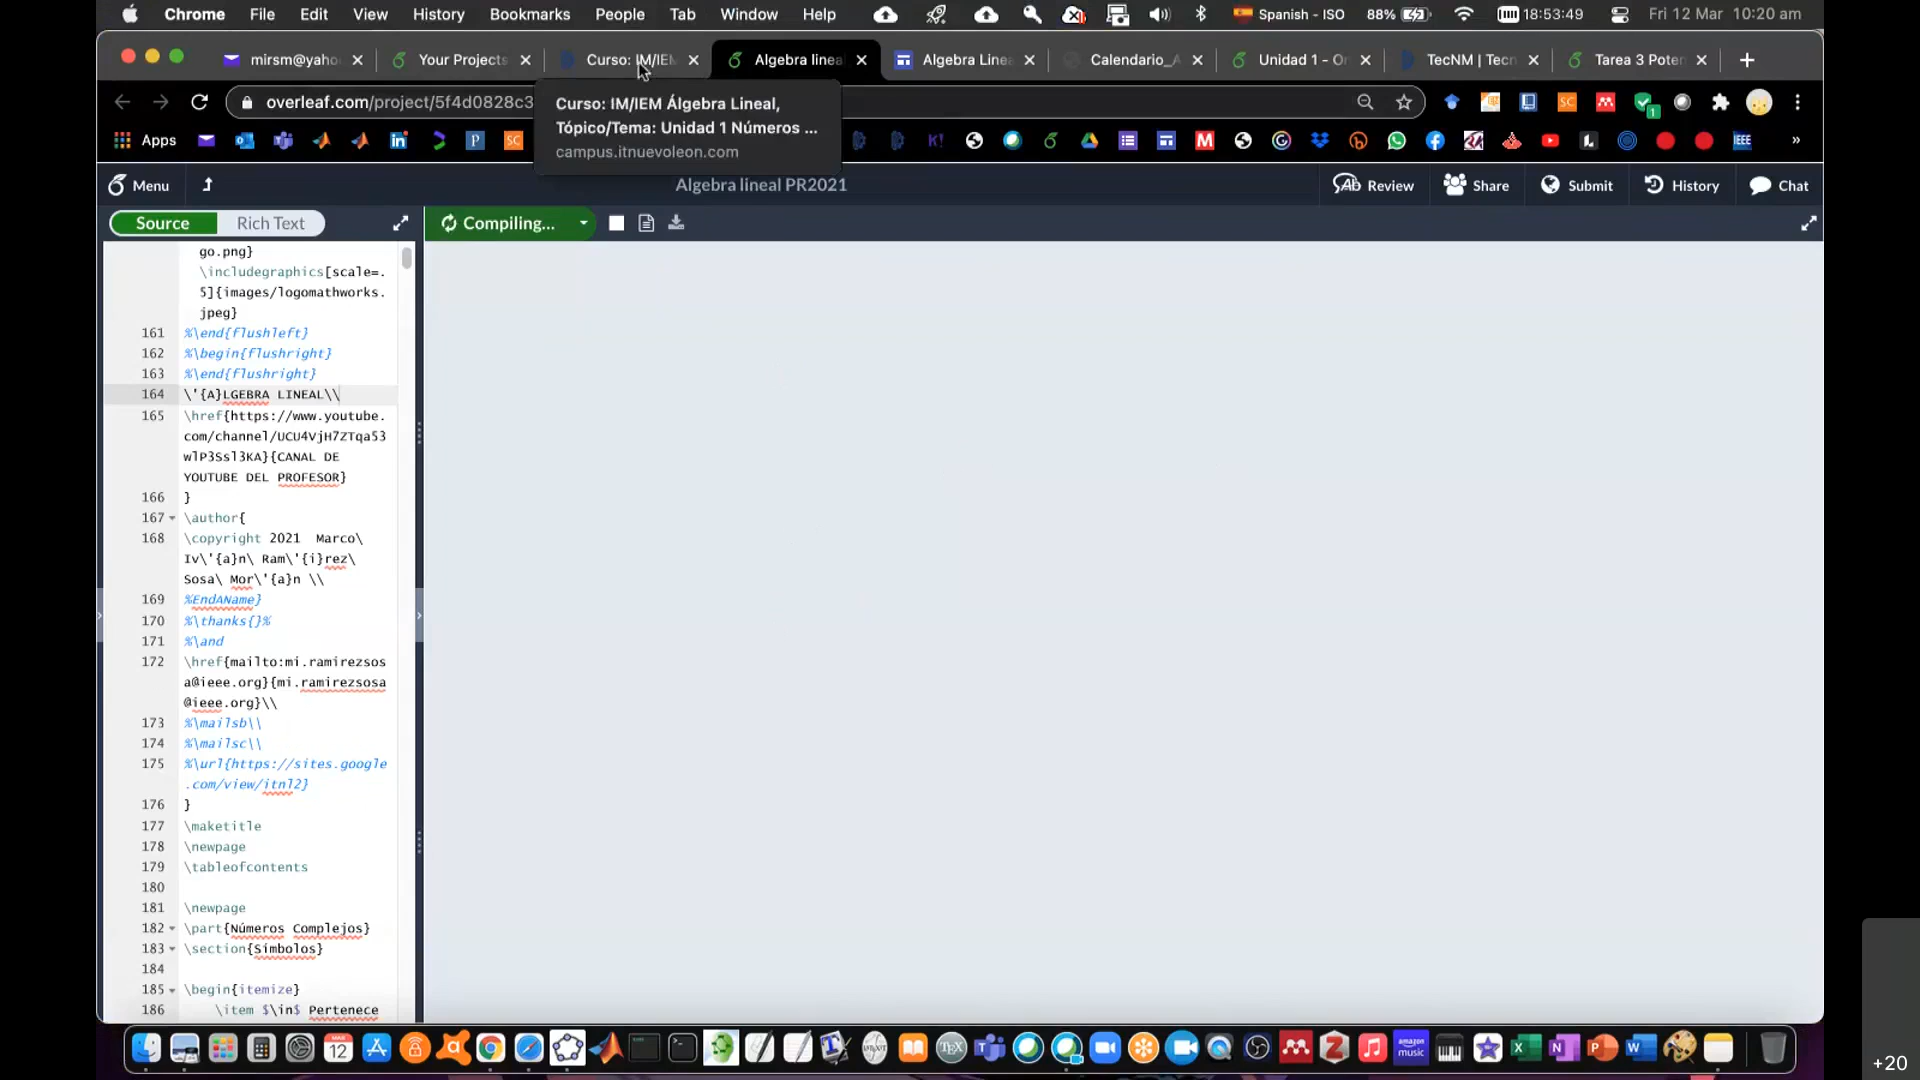 Chrome File Edit View History Bookmarks People Tab Window Help Spanish - ISO 88% 18:53:49 Fri 12 Mar 10:20 am
mirsm@yaho Your Projects Curso: IM/IEM Algebra linea Algebra Linea Calendario_A Unidad 1 - O TecNM | Tecn Tarea 3 Poter
overleaf.com/project/5f4d0828c3
Curso: IM/IEM Álgebra Lineal,
Tópico/Tema: Unidad 1 Números ...
campus.itnuevoleon.com
Apps
Menu Algebra lineal PR2021 Review Share Submit History Chat
Source Rich Text Compiling...
go.png}
\includegraphics[scale=.
5]{images/logomathworks.
jpeg}
161 %\end{flushleft}
162 %\begin{flushright}
163 %\end{flushright}
164 \'{A}LGEBRA LINEAL\\
165 \href{https://www.youtube.
com/channel/UCU4VjH7ZTqa53
wlP3Ssl3KA}{CANAL DE
YOUTUBE DEL PROFESOR}
166 }
167 \author{
168 \copyright 2021 Marco\
Iv\'{a}n\ Ram\'{i}rez\
Sosa\ Mor\'{a}n \\
169 %EndAName}
170 %\thanks{}%
171 %\and
172 \href{mailto:mi.ramirezsos
a@ieee.org}{mi.ramirezsosa
@ieee.org}\\
173 %\mailsb\\
174 %\mailsc\\
175 %\url{https://sites.google
.com/view/itnl2}
176 }
177 \maketitle
178 \newpage
179 \tableofcontents
180
181 \newpage
182 \part{Números Complejos}
183 \section{Símbolos}
184
185 \begin{itemize}
186 \item $\in$ Pertenece
+20